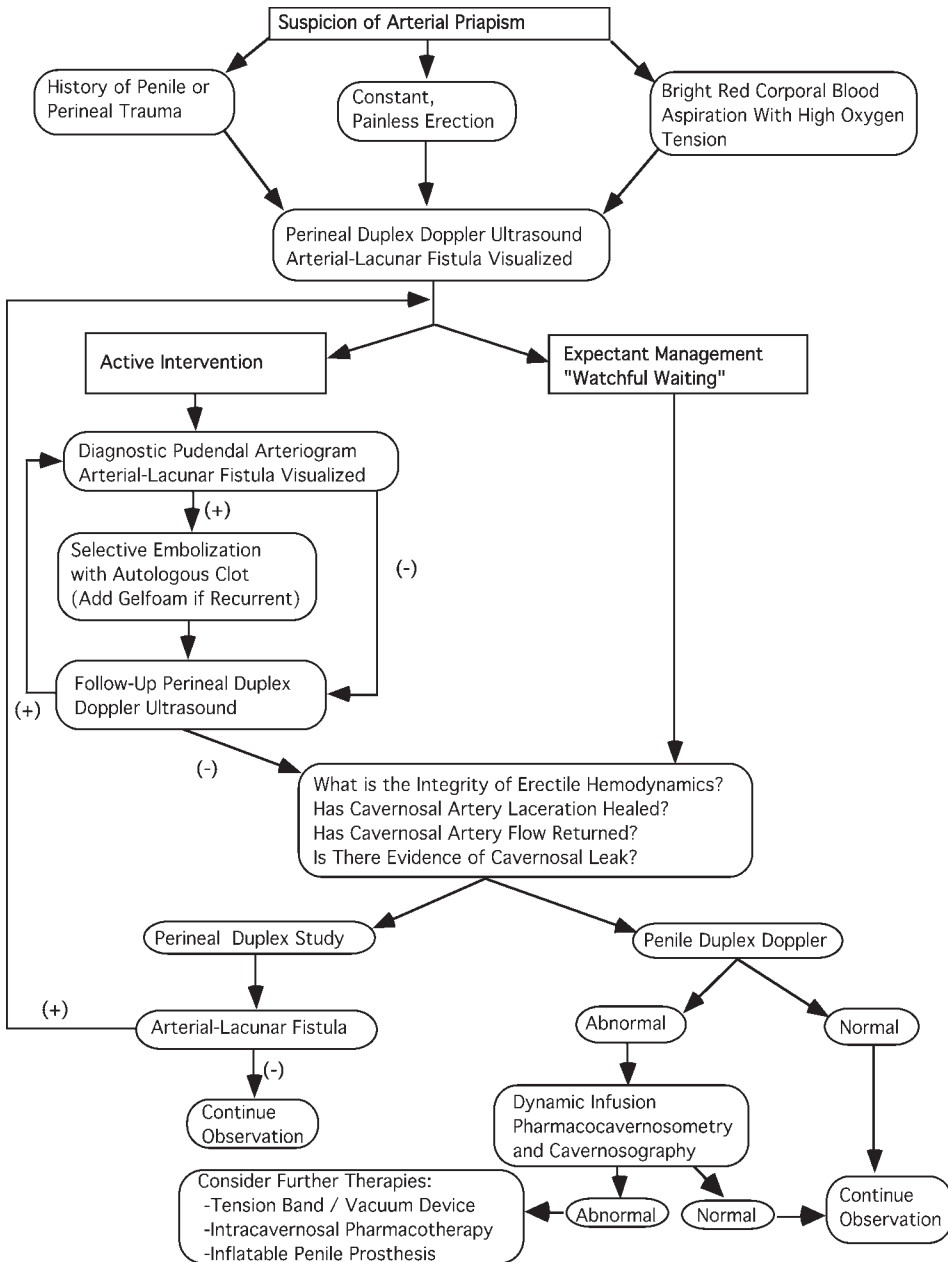 Suspicion of Arterial Priapism
History of Penile or
Perineal Trauma
Constant,
Painless Erection
Bright Red Corporal Blood
Aspiration With High Oxygen
Tension
Perineal Duplex Doppler Ultrasound
Arterial-Lacunar Fistula Visualized
Active Intervention
Expectant Management
"Watchful Waiting"
Diagnostic Pudendal Arteriogram
Arterial-Lacunar Fistula Visualized
(+)
Selective Embolization
with Autologous Clot
(Add Gelfoam if Recurrent)
(-)
Follow-Up Perineal Duplex
Doppler Ultrasound
(+)
(-)
What is the Integrity of Erectile Hemodynamics?
Has Cavernosal Artery Laceration Healed?
Has Cavernosal Artery Flow Returned?
Is There Evidence of Cavernosal Leak?
Perineal Duplex Study
Penile Duplex Doppler
(+)
Arterial-Lacunar Fistula
Abnormal
Normal
(-)
Continue
Observation
Dynamic Infusion
Pharmacocavernosometry
and Cavernosography
Consider Further Therapies:
-Tension Band / Vacuum Device
-Intracavernosal Pharmacotherapy
-Inflatable Penile Prosthesis
Abnormal
Normal
Continue
Observation